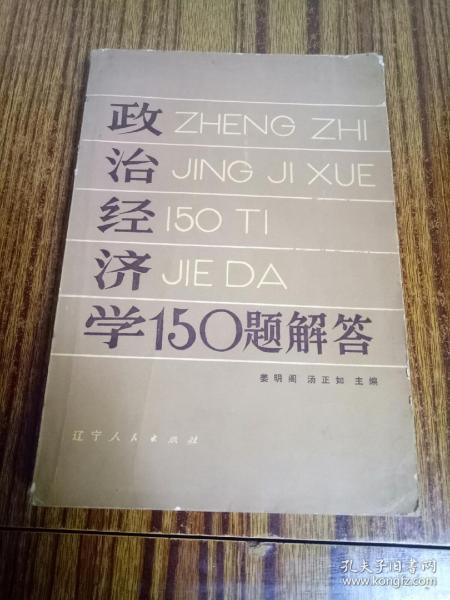 政 ZHENG ZHI
治 JING JI XUE
经 150 TI
济 JIE DA
学150题解答
姜明阁 汤正如 主编
辽宁人民出版社
孔夫子旧书网
www.kongfz.com